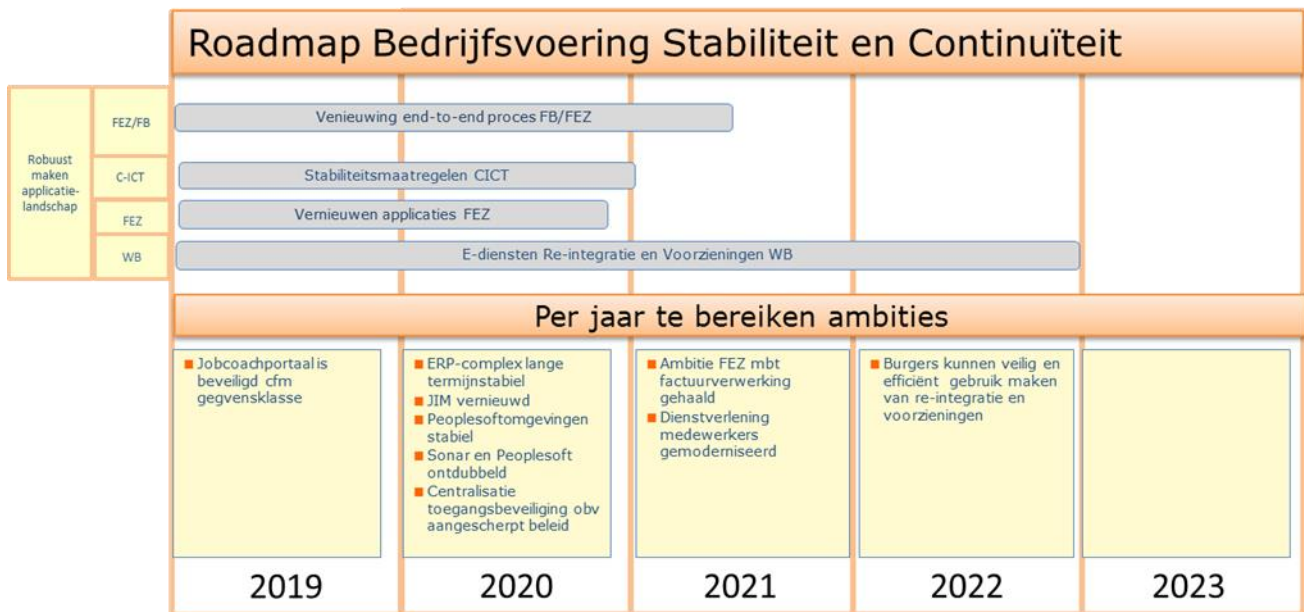 Roadmap Bedrijfsvoering Stabiliteit en Continuïteit
Robuust
maken
applicatie-
landschap
FEZ/FB
Venieuwing end-to-end proces FB/FEZ
C-ICT
Stabiliteitsmaatregelen CICT
FEZ
Vernieuwen applicaties FEZ
WB
E-diensten Re-integratie en Voorzieningen WB
Per jaar te bereiken ambities
Jobcoachportaal is
beveiligd cfm
gegvensklasse
ERP-complex lange
termijnstabiel
JIM vernieuwd
Peoplesoftomgevingen
stabiel
Sonar en Peoplesoft
ontdubbeld
Centralisatie
toegangsbeveiliging obv
aangescherpt beleid
Ambitie FEZ mbt
factuurverwerking
gehaald
Dienstverlening
medewerkers
gemoderniseerd
Burgers kunnen veilig en
efficiënt gebruik maken
van re-integratie en
voorzieningen
2019
2020
2021
2022
2023